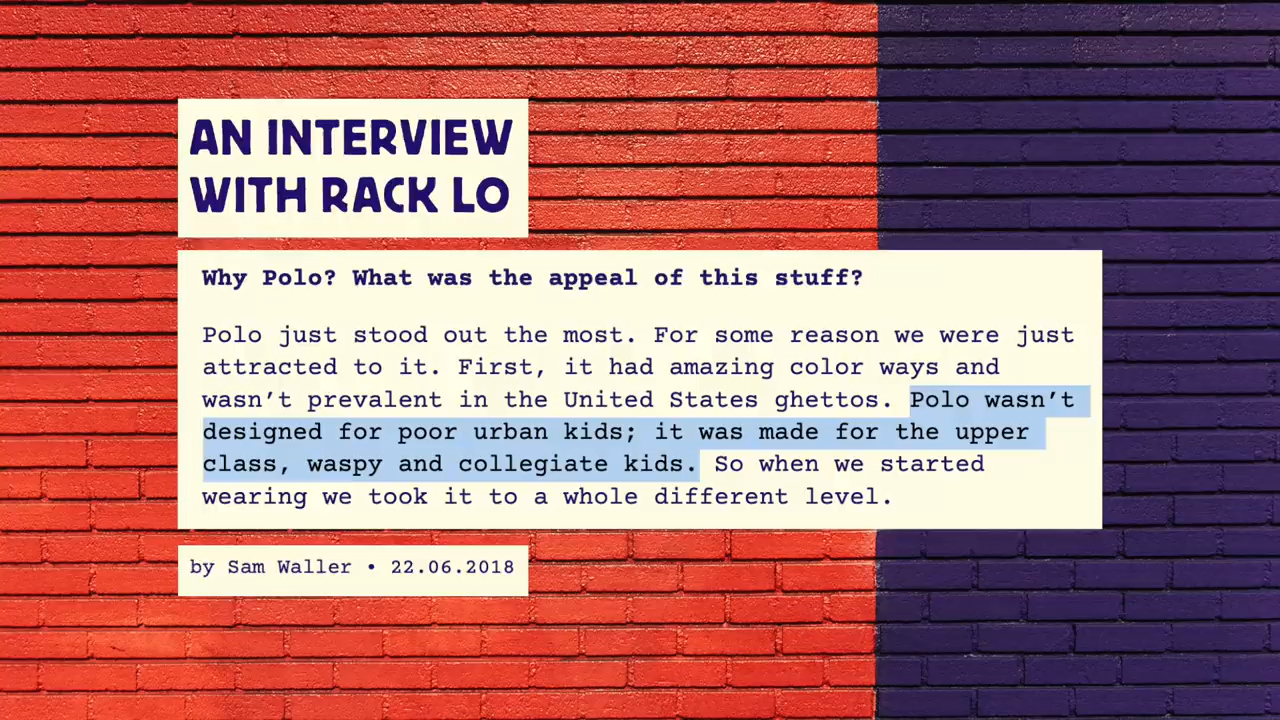 AN INTERVIEW
WITH RACK LO
Why Polo? What was the appeal of this stuff?
Polo just stood out the most. For some reason we were just
attracted to it. First, it had amazing color ways and
wasn’t prevalent in the United States ghettos. Polo wasn’t
designed for poor urban kids; it was made for the upper
class, waspy and collegiate kids. So when we started
wearing we took it to a whole different level.
by Sam Waller • 22.06.2018